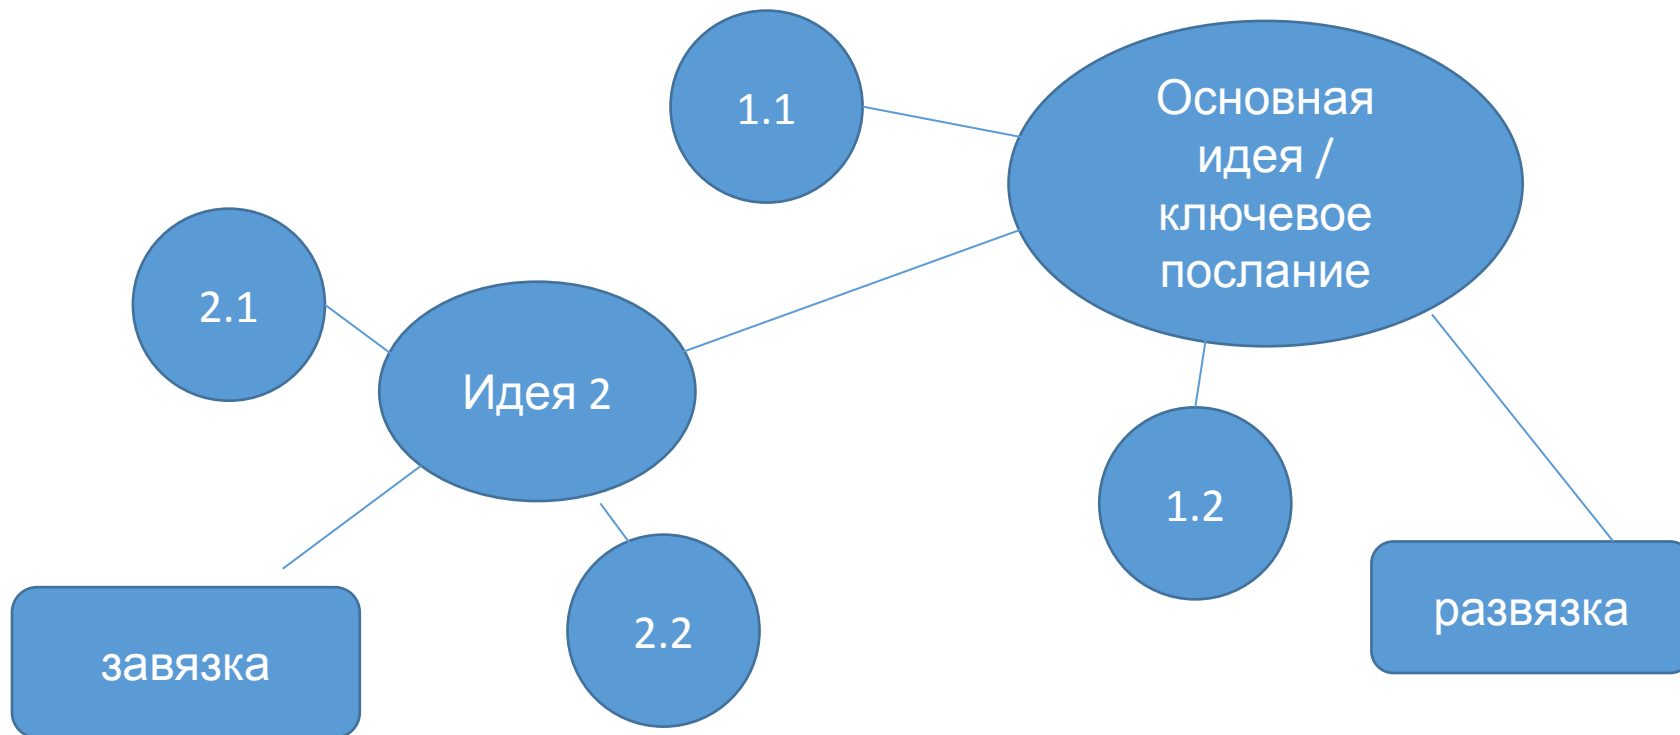 1.1
Основная
идея /
ключевое
послание
2.1
Идея 2
1.2
2.2
развязка
завязка